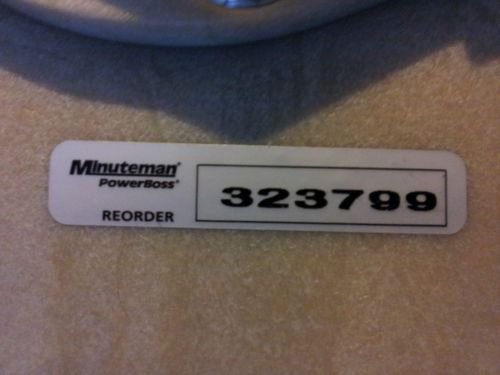 Minuteman®
PowerBoss®
REORDER
323799